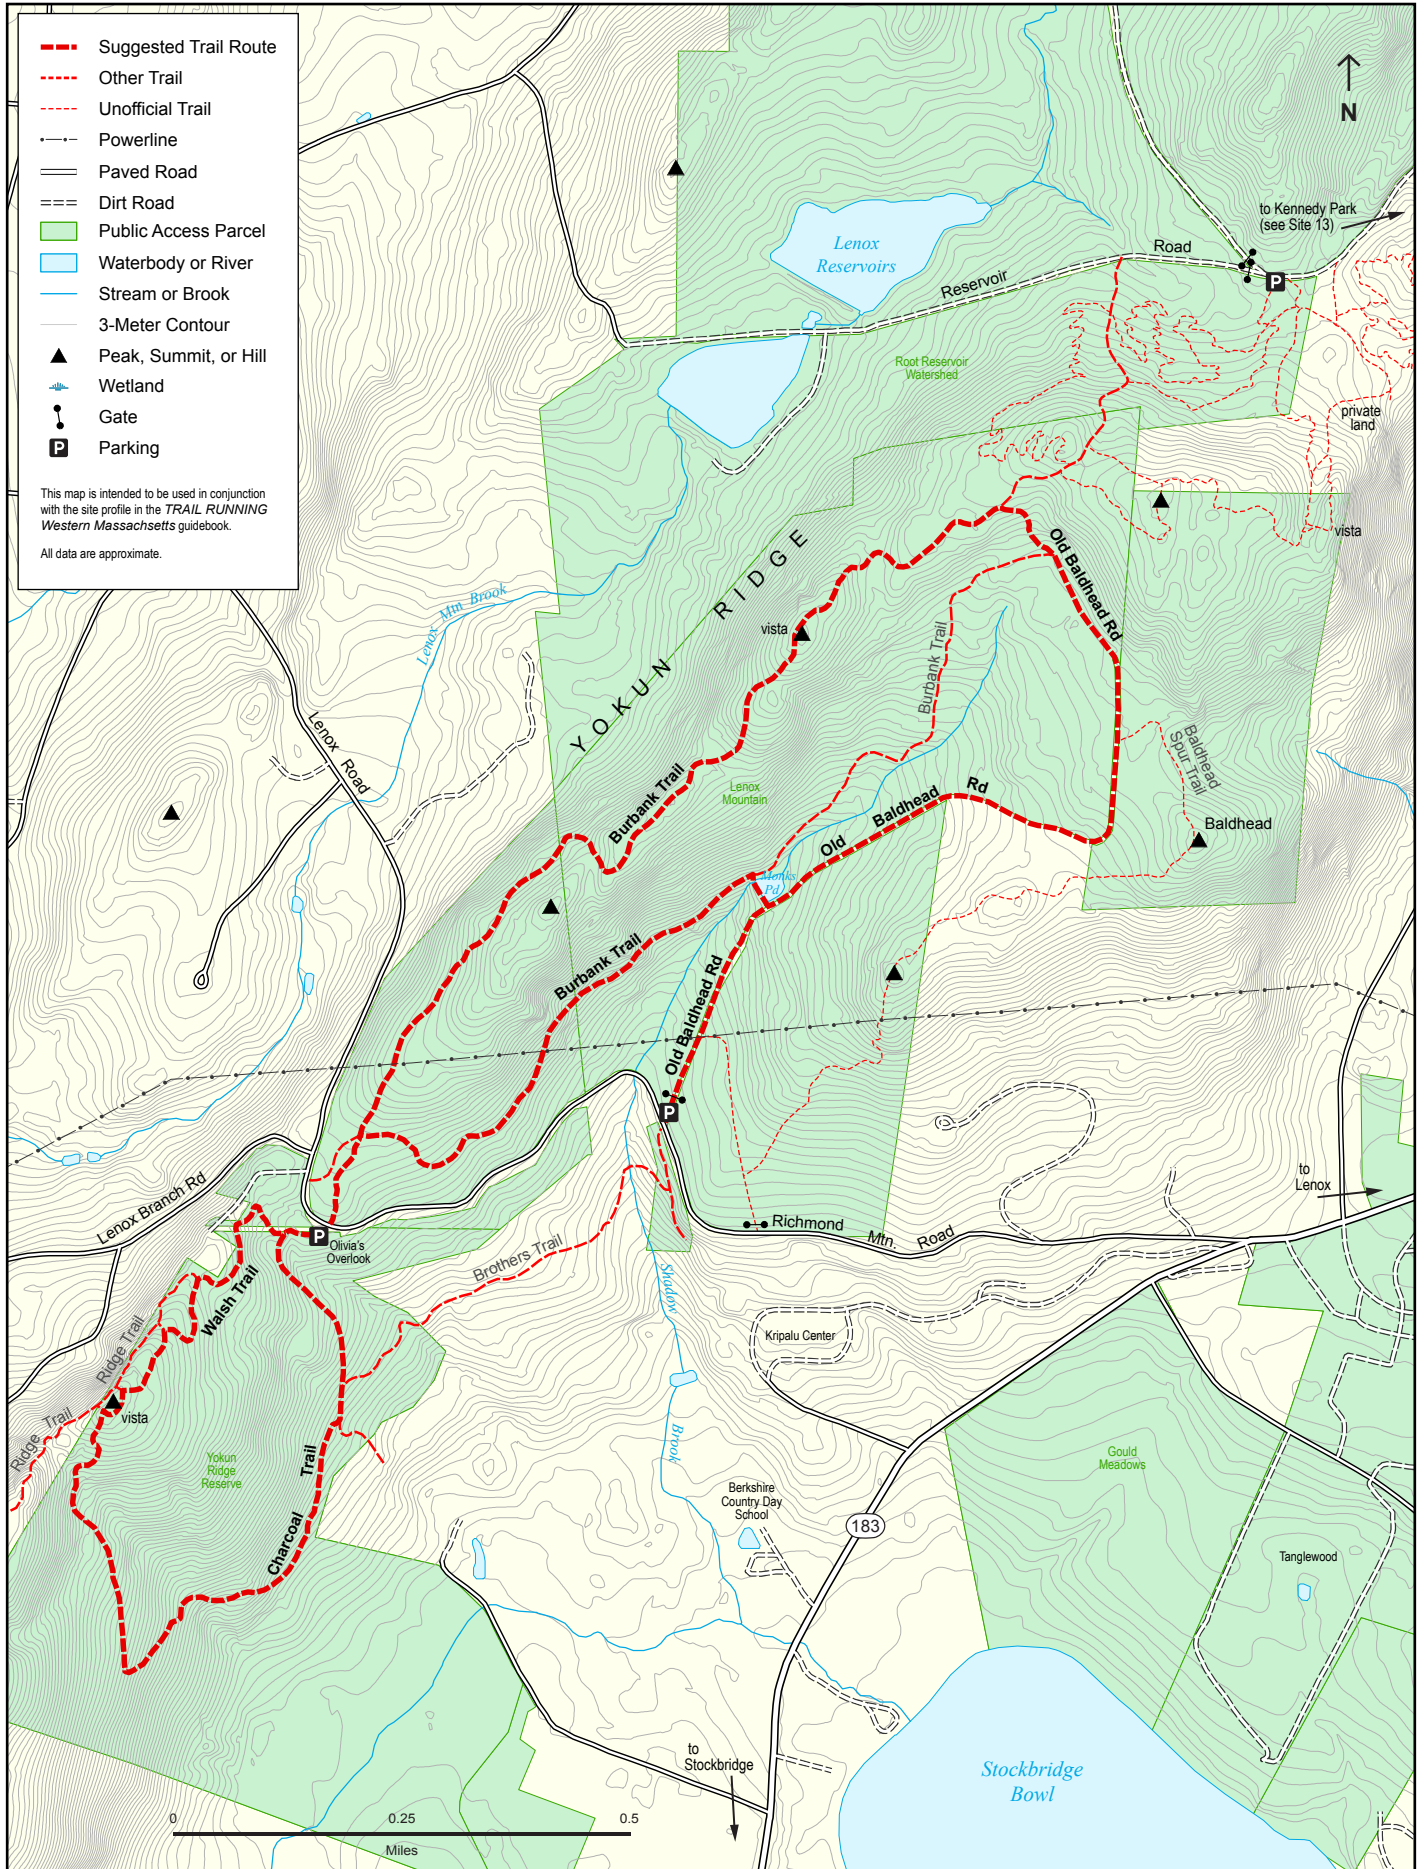 Suggested Trail Route
Other Trail
Unofficial Trail
Powerline
Paved Road
Dirt Road
Public Access Parcel
Waterbody or River
Stream or Brook
3-Meter Contour
Peak, Summit, or Hill
Wetland
Gate
P Parking
This map is intended to be used in conjunction
with the site profile in the TRAIL RUNNING
Western Massachsetts guidebook.
All data are approximate.
N
to Kennedy Park
(see Site 13)
Lenox
Reservoirs
Reservoir Road
P
Root Reservoir
Watershed
private
land
vista
YOKUN RIDGE
Old Baldhead Rd
Lenox Mtn Brook
vista
Burbank Trail
Lenox Road
Baldhead
Spur Trail
Burbank Trail
Lenox
Mountain
Old Baldhead Rd
Baldhead
Monks
Pd
Burbank Trail
Old Baldhead Rd
P
Lenox Branch Rd
to
Lenox
Richmond Mtn. Road
P
Olivia's
Overlook
Brothers Trail
Shadow
Brook
Walsh Trail
Ridge Trail
Kripalu Center
Ridge Trail
vista
Charcoal Trail
Yokun
Ridge
Reserve
Gould
Meadows
Berkshire
Country Day
School
183
Tanglewood
to
Stockbridge
Stockbridge
Bowl
0 0.25 0.5
Miles